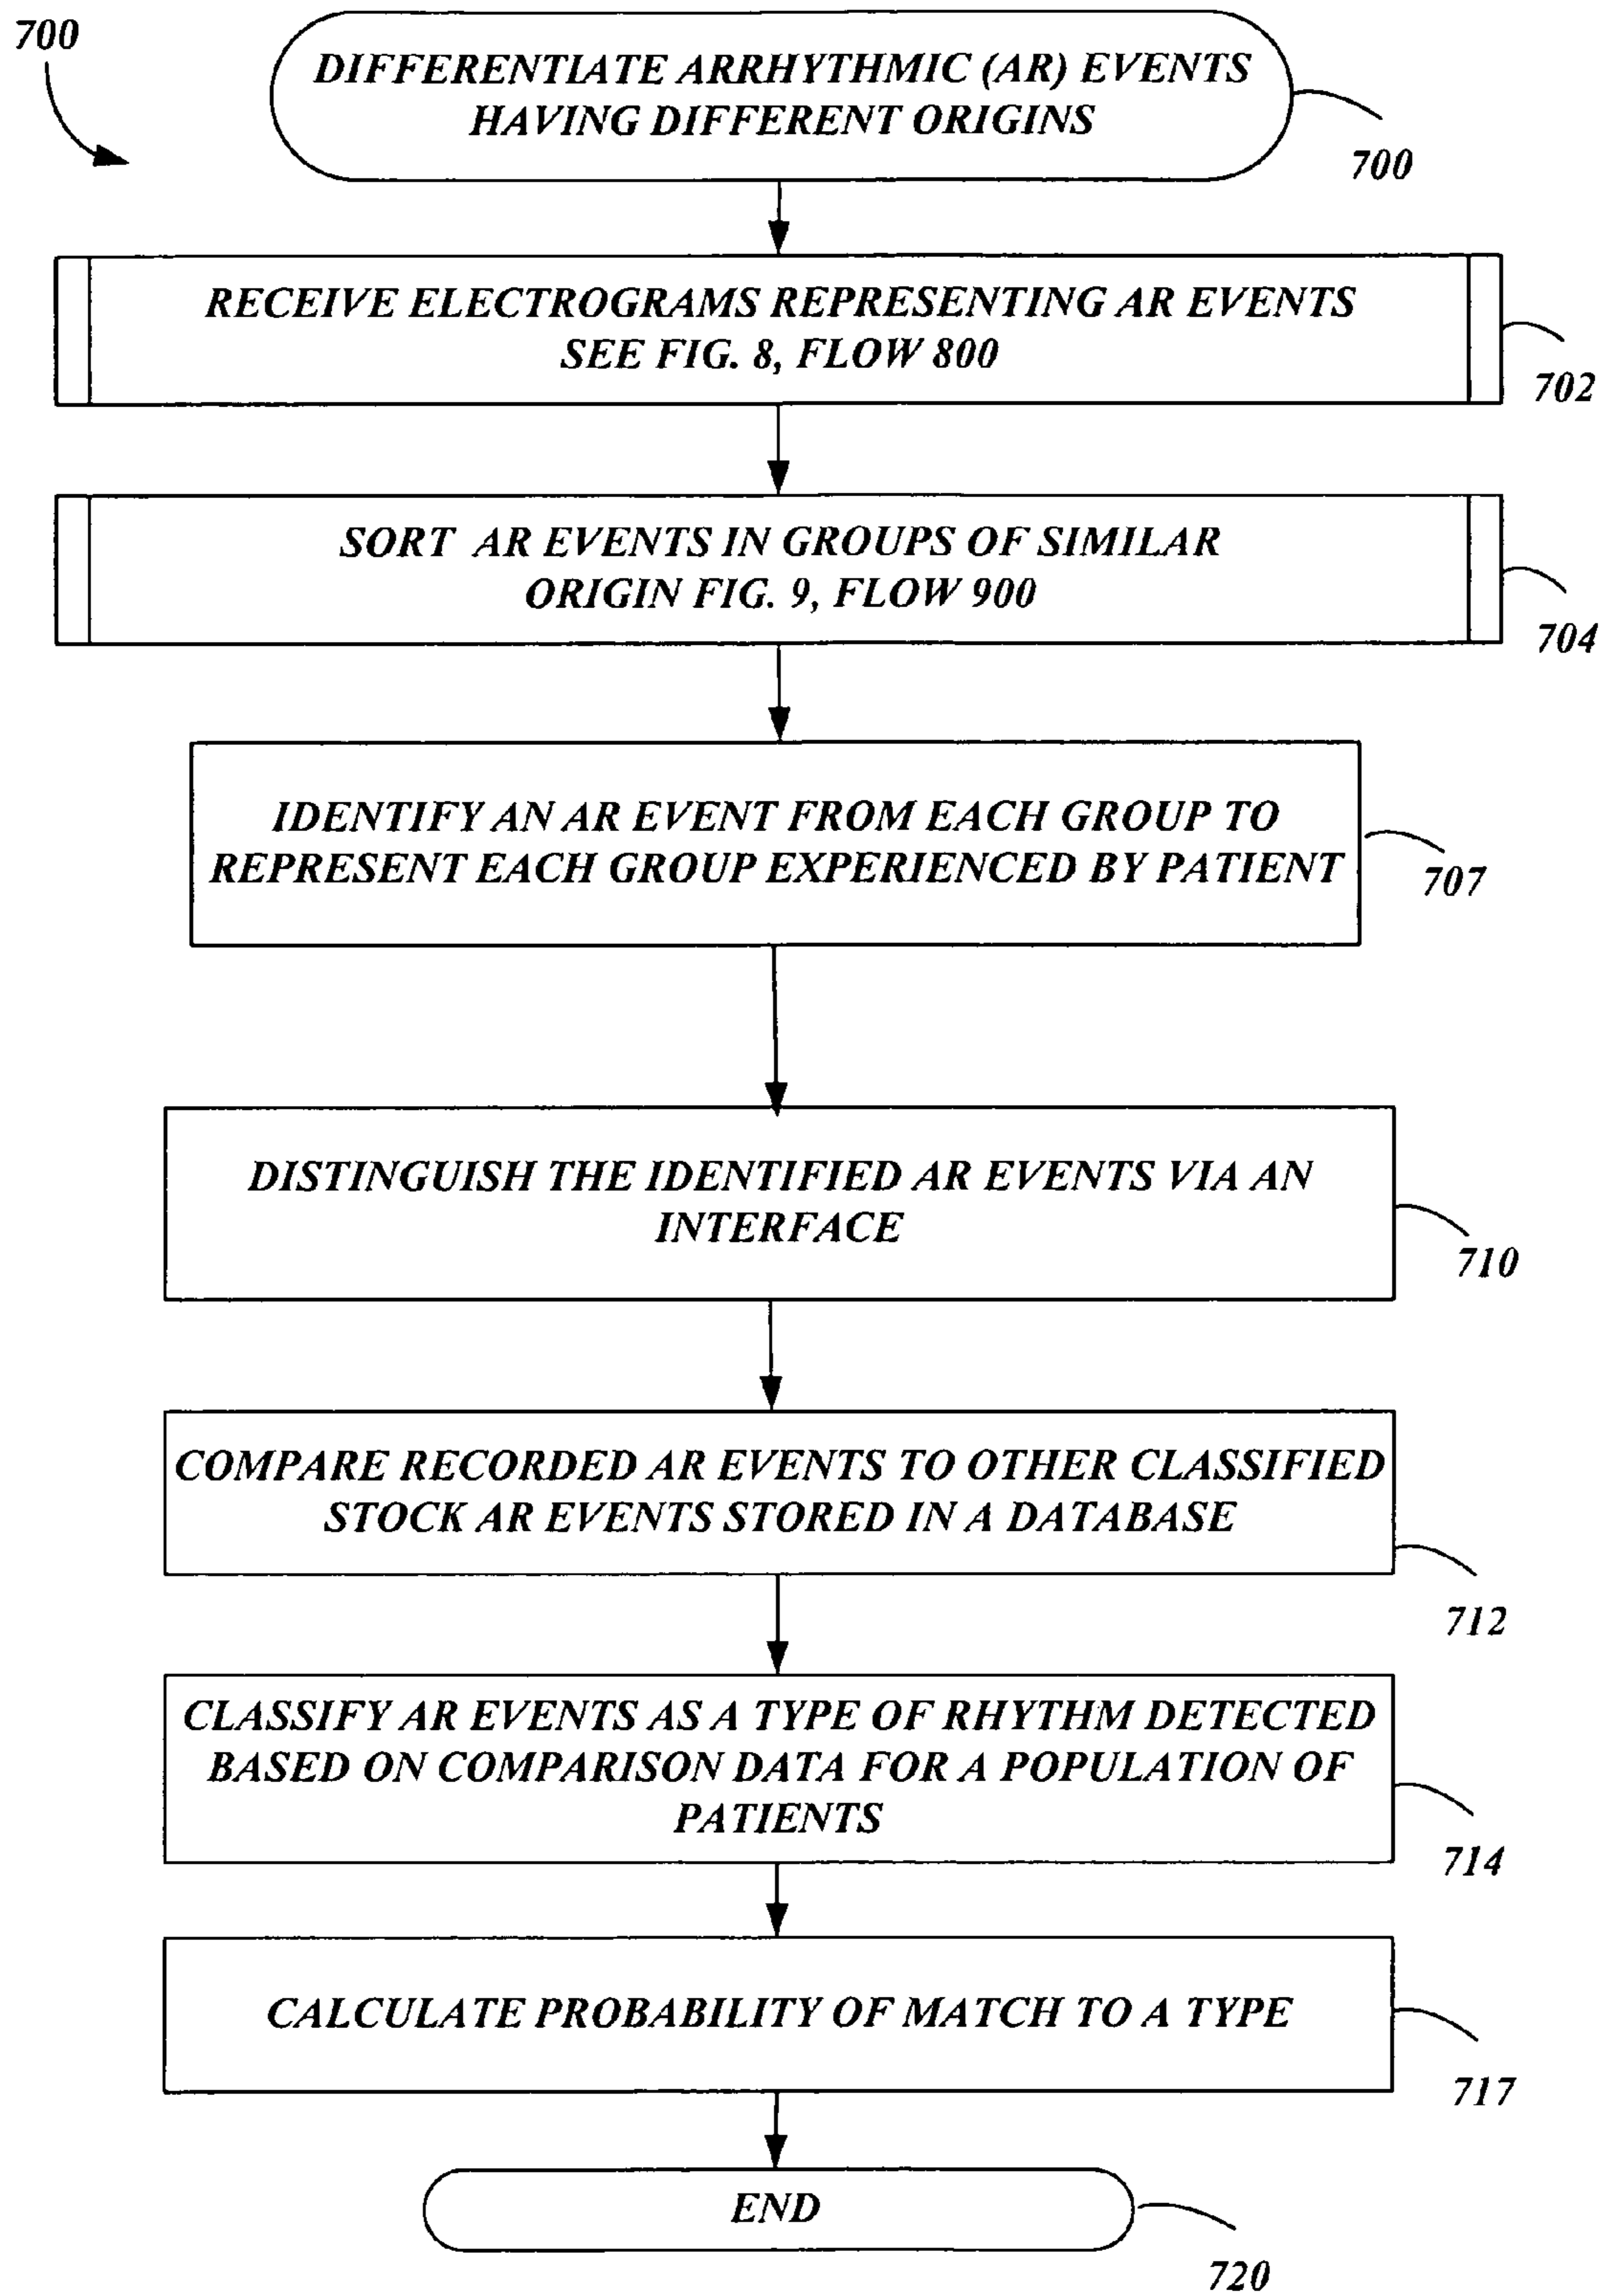 700
DIFFERENTIATE ARRHYTHMIC (AR) EVENTS
HAVING DIFFERENT ORIGINS
700
RECEIVE ELECTROGRAMS REPRESENTING AR EVENTS
SEE FIG. 8, FLOW 800
702
SORT AR EVENTS IN GROUPS OF SIMILAR
ORIGIN FIG. 9, FLOW 900
704
IDENTIFY AN AR EVENT FROM EACH GROUP TO
REPRESENT EACH GROUP EXPERIENCED BY PATIENT
707
DISTINGUISH THE IDENTIFIED AR EVENTS VIA AN
INTERFACE
710
COMPARE RECORDED AR EVENTS TO OTHER CLASSIFIED
STOCK AR EVENTS STORED IN A DATABASE
712
CLASSIFY AR EVENTS AS A TYPE OF RHYTHM DETECTED
BASED ON COMPARISON DATA FOR A POPULATION OF
PATIENTS
714
CALCULATE PROBABILITY OF MATCH TO A TYPE
717
END
720